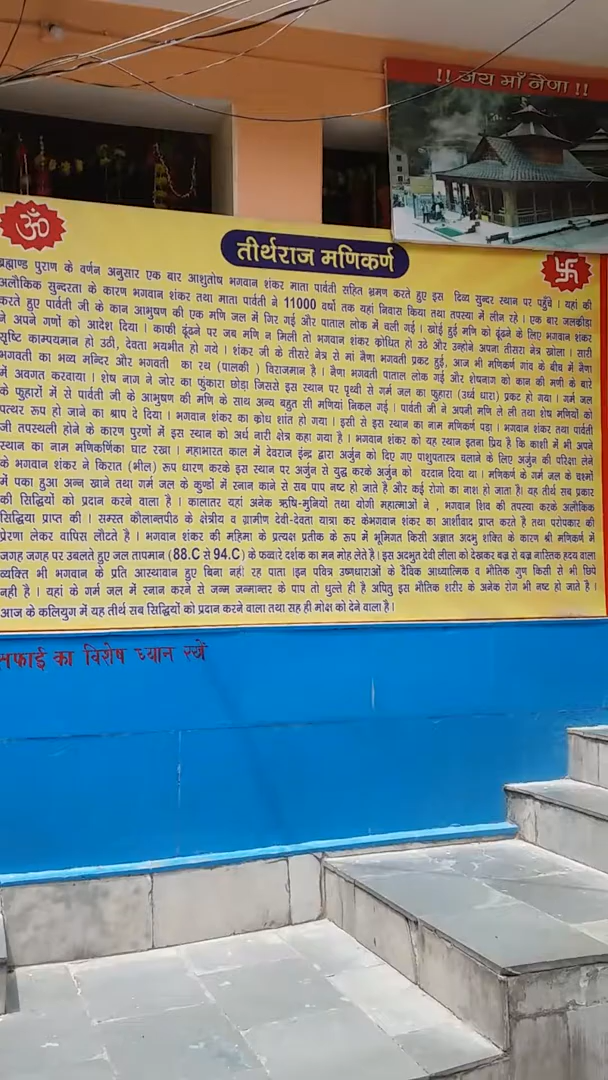 !! जय माँ नैणा !!
ॐ
तीर्थराज मणिकर्ण
ब्रह्माण्ड पुराण के वर्णन अनुसार एक बार आशुतोष भगवान शंकर माता पार्वती सहित भ्रमण करते हुए इस दिव्य सुन्दर स्थान पर पहुँचे । यहां की
अलौकिक सुन्दरता के कारण भगवान शंकर तथा माता पार्वती ने 11000 वर्षो तक यहां निवास किया तथा तपस्या में लीन रहे । एक बार जलक्रीडा
करते हुए पार्वती जी के कान आभुषण की एक मणि जल में गिर गई और पाताल लोक में चली गई । खोई हुई मणि को ढूंढने के लिए भगवान शंकर
ने अपने गणों को आदेश दिया । काफी ढूंढने पर जब मणि न मिली तो भगवान शंकर क्रोधित हो उठे और उन्होने अपना तीसरा नेत्र खोला । सारी
सृष्टि काम्पयमान हो उठी, देवता भयभीत हो गये । शंकर जी के तीसरे नेत्र से मां नैणा भगवती प्रकट हुई, आज भी मणिकर्ण गांव के बीच में नैणा
भगवती का भव्य मन्दिर और भगवती का रथ (पालकी ) विराजमान है । नैणा भगवती पाताल लोक गई और शेषनाग को कान की मणी के बारे
में अवगत करवाया । शेष नाग ने जोर का फुंकारा छोड़ा जिससे इस स्थान पर पृथ्वी से गर्म जल का फुहारा (उर्ध्व धारा) प्रकट हो गया । गर्म जल
के फुहारों में से पार्वती जी के आभुषण की मणि के साथ अन्य बहुत सी मणियां निकल गई । पार्वती जी ने अपनी मणि ले ली तथा शेष मणियों को
पत्थर रूप हो जाने का श्राप दे दिया । भगवान शंकर का क्रोध शांत हो गया । इसी से इस स्थान का नाम मणिकर्ण पडा । भगवान शंकर तथा पार्वती
जी तपस्थली होने के कारण पुराणों में इस स्थान को अर्ध नारी क्षेत्र कहा गया है । भगवान शंकर को यह स्थान इतना प्रिय है कि काशी में भी अपने
स्थान का नाम मणिकर्णिका घाट रखा । महाभारत काल में देवराज इंद्र द्वारा अर्जुन को दिए गए पाशुपतास्त्र चलाने के लिए अर्जुन की परिक्षा लेने
के भगवान शंकर ने किरात (भील) रूप धारण करके इस स्थान पर अर्जुन से युद्ध करके अर्जुन को वरदान दिया था । मणिकर्ण के गर्म जल के चश्मों
में पका हुआ अन्न खाने तथा गर्म जल के कुण्डों में स्नान करने से सब पाप नष्ट हो जाते है और कई रोगो का नाश हो जाता है। यह तीर्थ सब प्रकार
की सिद्धियों को प्रदान करने वाला है । कालातर यहां अनेक ऋषि-मुनियो तथा योगी महात्माओ ने , भगवान शिव की तपस्या करके अलौकिक
सिद्धिया प्राप्त की । समस्त कौलान्तपीठ के क्षेत्रीय व ग्रामीण देवी-देवता यात्रा कर केभगवान शंकर का आशीर्वाद प्राप्त करते है तथा परोपकार की
प्रेरणा लेकर वापिस लौटते है । भगवान शंकर की महिमा के प्रत्यक्ष प्रतीक के रूप में भूमिगत किसी अज्ञात अदभु शक्ति के कारण श्री मणिकर्ण में
जगह जगह पर उबलते हुए जल तापमान (88.C से 94.C ) के फव्वारे दर्शक का मन मोह लेते है । इस अदभुत देवी लीला को देखकर बज्र से बज्र नास्तिक हृदय वाला
व्यक्ति भी भगवान के प्रति आस्थावान हुए बिना नही रह पाता ।इन पवित्र उष्णधाराओं के दैविक आध्यात्मिक व भौतिक गुण किसी से भी छिपे
नही है । यहां के गर्म जल में स्नान करने से जन्म जन्मान्तर के पाप तो धुल्ते ही है अपितु इस भौतिक शरीर के अनेक रोग भी नष्ट हो जाते है ।
आज के कलियुग में यह तीर्थ सब सिद्धियों को प्रदान करने वाला तथा सह ही मोक्ष को देने वाला है।
सफाई का विशेष ध्यान रखें